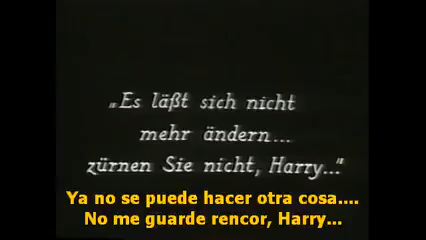 „Es läßt sich nicht
mehr ändern...
zürnen Sie nicht, Harry..."
Ya no se puede hacer otra cosa....
No me guarde rencor, Harry...